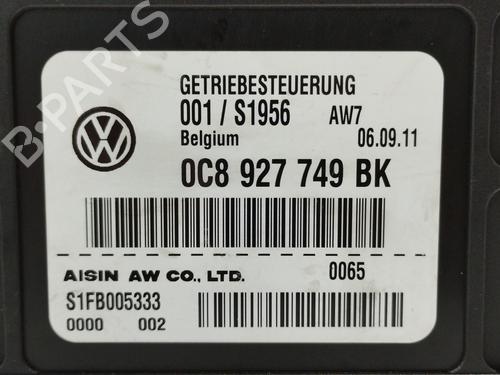 GETRIEBESTEUERUNG
001 / S1956 AW7
Belgium 06.09.11
0C8 927 749 BK
AISIN AW CO., LTD. 0065
S1FB005333
0000 002
B-PARTS